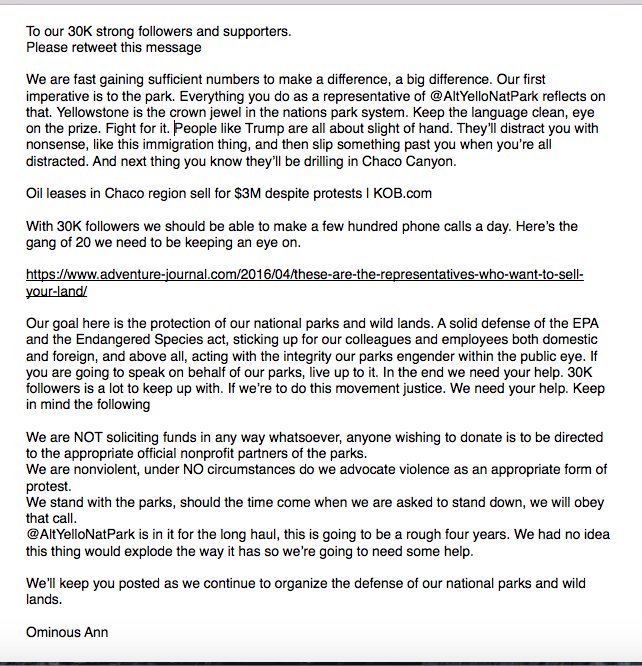 To our 30K strong followers and supporters.
Please retweet this message
We are fast gaining sufficient numbers to make a difference, a big difference. Our first
imperative is to the park. Everything you do as a representative of @AltYelloNatPark reflects on
that. Yellowstone is the crown jewel in the nations park system. Keep the language clean, eye
on the prize. Fight for it. People like Trump are all about slight of hand. They'll distract you with
nonsense, like this immigration thing, and then slip something past you when you're all
distracted. And next thing you know they'll be drilling in Chaco Canyon.
Oil leases in Chaco region sell for $3M despite protests | KOB.com
With 30K followers we should be able to make a few hundred phone calls a day. Here's the
gang of 20 we need to be keeping an eye on.
https://www.adventure-journal.com/2016/04/these-are-the-representatives-who-want-to-sell-
your-land/
Our goal here is the protection of our national parks and wild lands. A solid defense of the EPA
and the Endangered Species act, sticking up for our colleagues and employees both domestic
and foreign, and above all, acting with the integrity our parks engender within the public eye. If
you are going to speak on behalf of our parks, live up to it. In the end we need your help. 30K
followers is a lot to keep up with. If we're to do this movement justice. We need your help. Keep
in mind the following
We are NOT soliciting funds in any way whatsoever, anyone wishing to donate is to be directed
to the appropriate official nonprofit partners of the parks.
We are nonviolent, under NO circumstances do we advocate violence as an appropriate form of
protest.
We stand with the parks, should the time come when we are asked to stand down, we will obey
that call.
@AltYelloNatPark is in it for the long haul, this is going to be a rough four years. We had no idea
this thing would explode the way it has so we're going to need some help.
We'll keep you posted as we continue to organize the defense of our national parks and wild
lands.
Ominous Ann